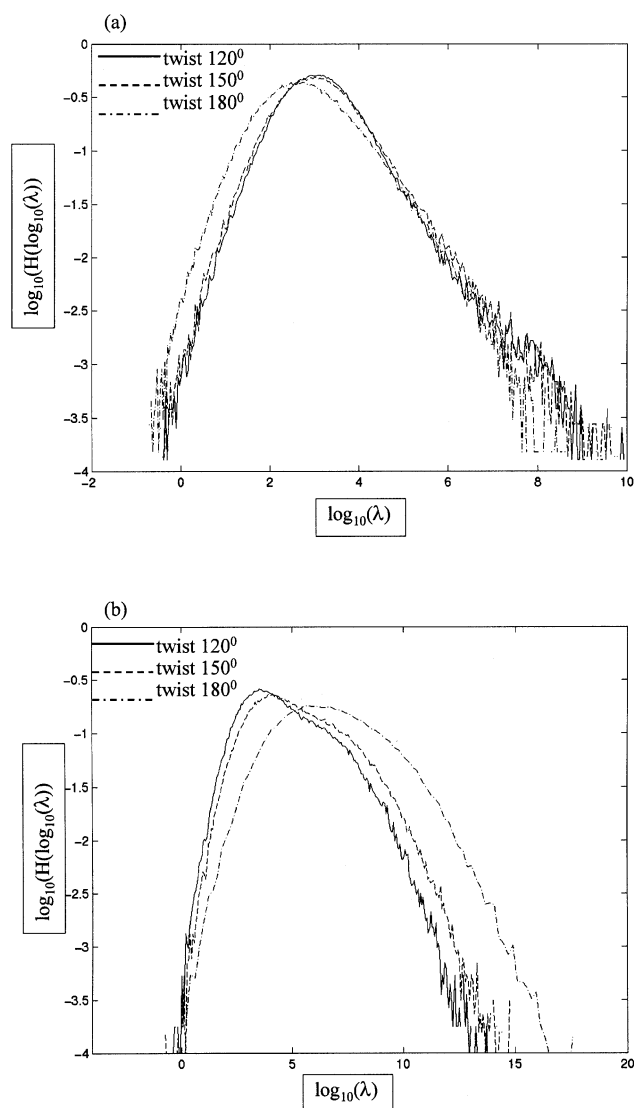 (a)
0
twist 120⁰
twist 150⁰
twist 180⁰
-0.5
-1
-1.5
-2
-2.5
-3
-3.5
-4
log₁₀(H(log₁₀(λ))
-2 0 2 4 6 8 10
log₁₀(λ)
(b)
0
twist 120⁰
twist 150⁰
twist 180⁰
-0.5
-1
-1.5
-2
-2.5
-3
-3.5
-4
log₁₀(H(log₁₀(λ))
0 5 10 15 20
log₁₀(λ)